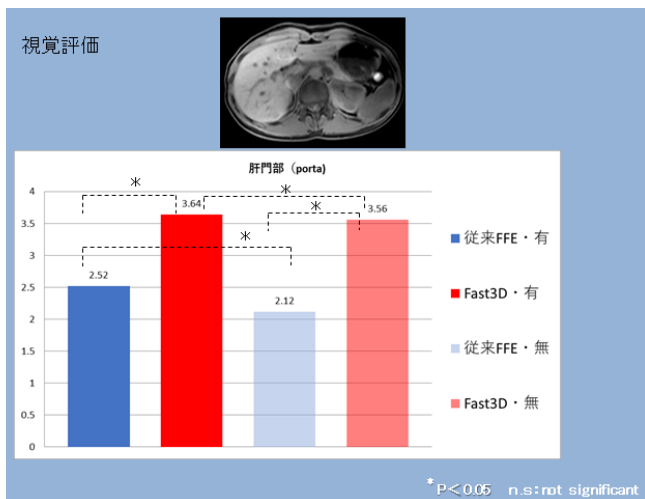 視覚評価
肝門部（porta)
4
3.5
3
2.5
2
1.5
1
0.5
0
*
*
*
*
2.52
3.64
2.12
3.56
従来FFE・有
Fast3D・有
従来FFE・無
Fast3D・無
*P＜0.05 n.s:not significant